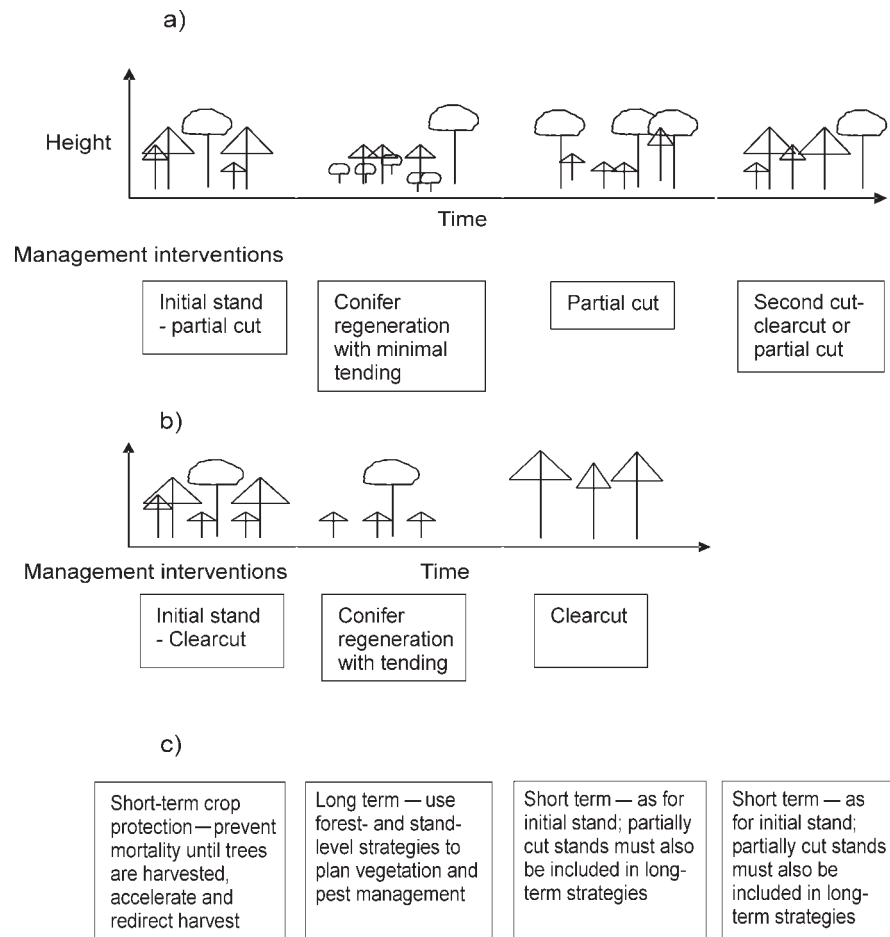 a)
Height
Time
Management interventions
Initial stand
- partial cut
Conifer
regeneration
with minimal
tending
Partial cut
Second cut-
clearcut or
partial cut
b)
Management interventions
Time
Initial stand
- Clearcut
Conifer
regeneration
with tending
Clearcut
c)
Short-term crop
protection—prevent
mortality until trees
are harvested,
accelerate and
redirect harvest
Long term — use
forest- and stand-
level strategies to
plan vegetation and
pest management
Short term — as for
initial stand; partially
cut stands must also
be included in long-
term strategies
Short term — as
for initial stand;
partially cut stands
must also be
included in long-
term strategies